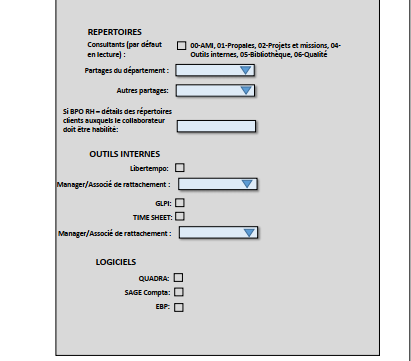 REPERTOIRES
Consultants (par défaut en lecture) :
00-AMI, 01-Propales, 02-Projets et missions, 04-
Outils internes, 05-Bibliothèque, 06-Qualité
Partages du département :
Autres partages:
Si BPO RH – détails des répertoires
clients auxquels le collaborateur
doit être habilité:
OUTILS INTERNES
Libertempo:
Manager/Associé de rattachement :
GLPI:
TIME SHEET:
Manager/Associé de rattachement :
LOGICIELS
QUADRA:
SAGE Compta:
EBP: